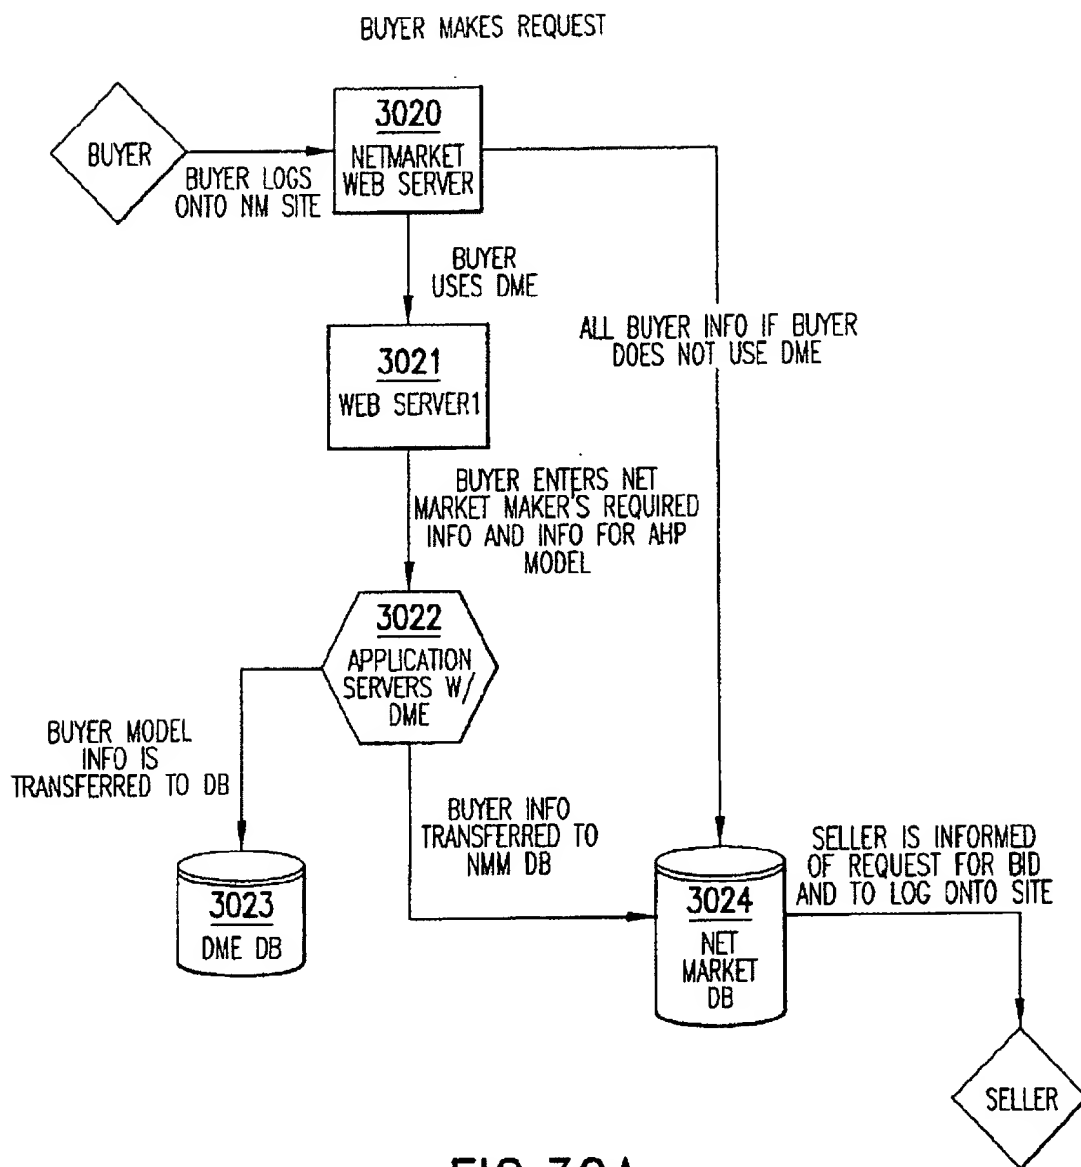 BUYER MAKES REQUEST
BUYER
BUYER LOGS
ONTO NM SITE
3020
NETMARKET
WEB SERVER
BUYER
USES DME
ALL BUYER INFO IF BUYER
DOES NOT USE DME
3021
WEB SERVER1
BUYER ENTERS NET
MARKET MAKER'S REQUIRED
INFO AND INFO FOR AHP
MODEL
3022
APPLICATION
SERVERS W/
DME
BUYER MODEL
INFO IS
TRANSFERRED TO DB
BUYER INFO
TRANSFERRED TO
NMM DB
SELLER IS INFORMED
OF REQUEST FOR BID
AND TO LOG ONTO SITE
3023
DME DB
3024
NET
MARKET
DB
SELLER
FIG.30A